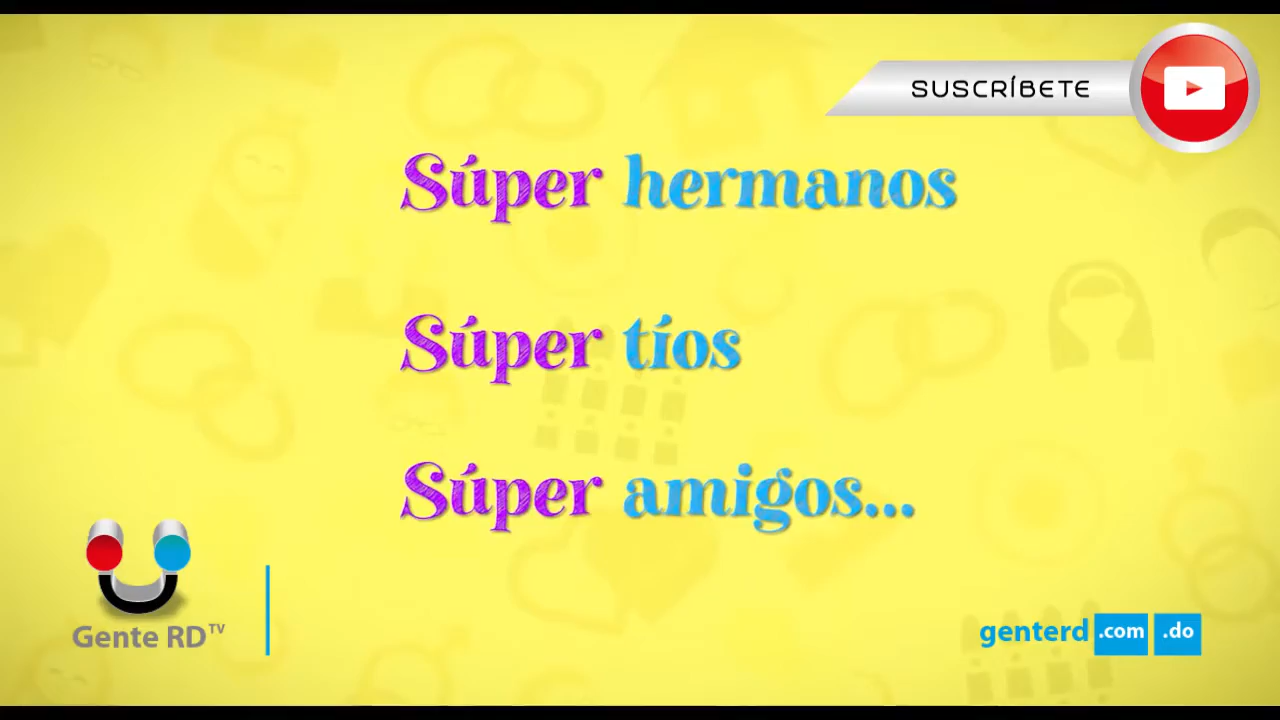 SUSCRÍBETE
Súper hermanos
Súper tíos
Súper amigos...
Gente RD TV
genterd .com .do